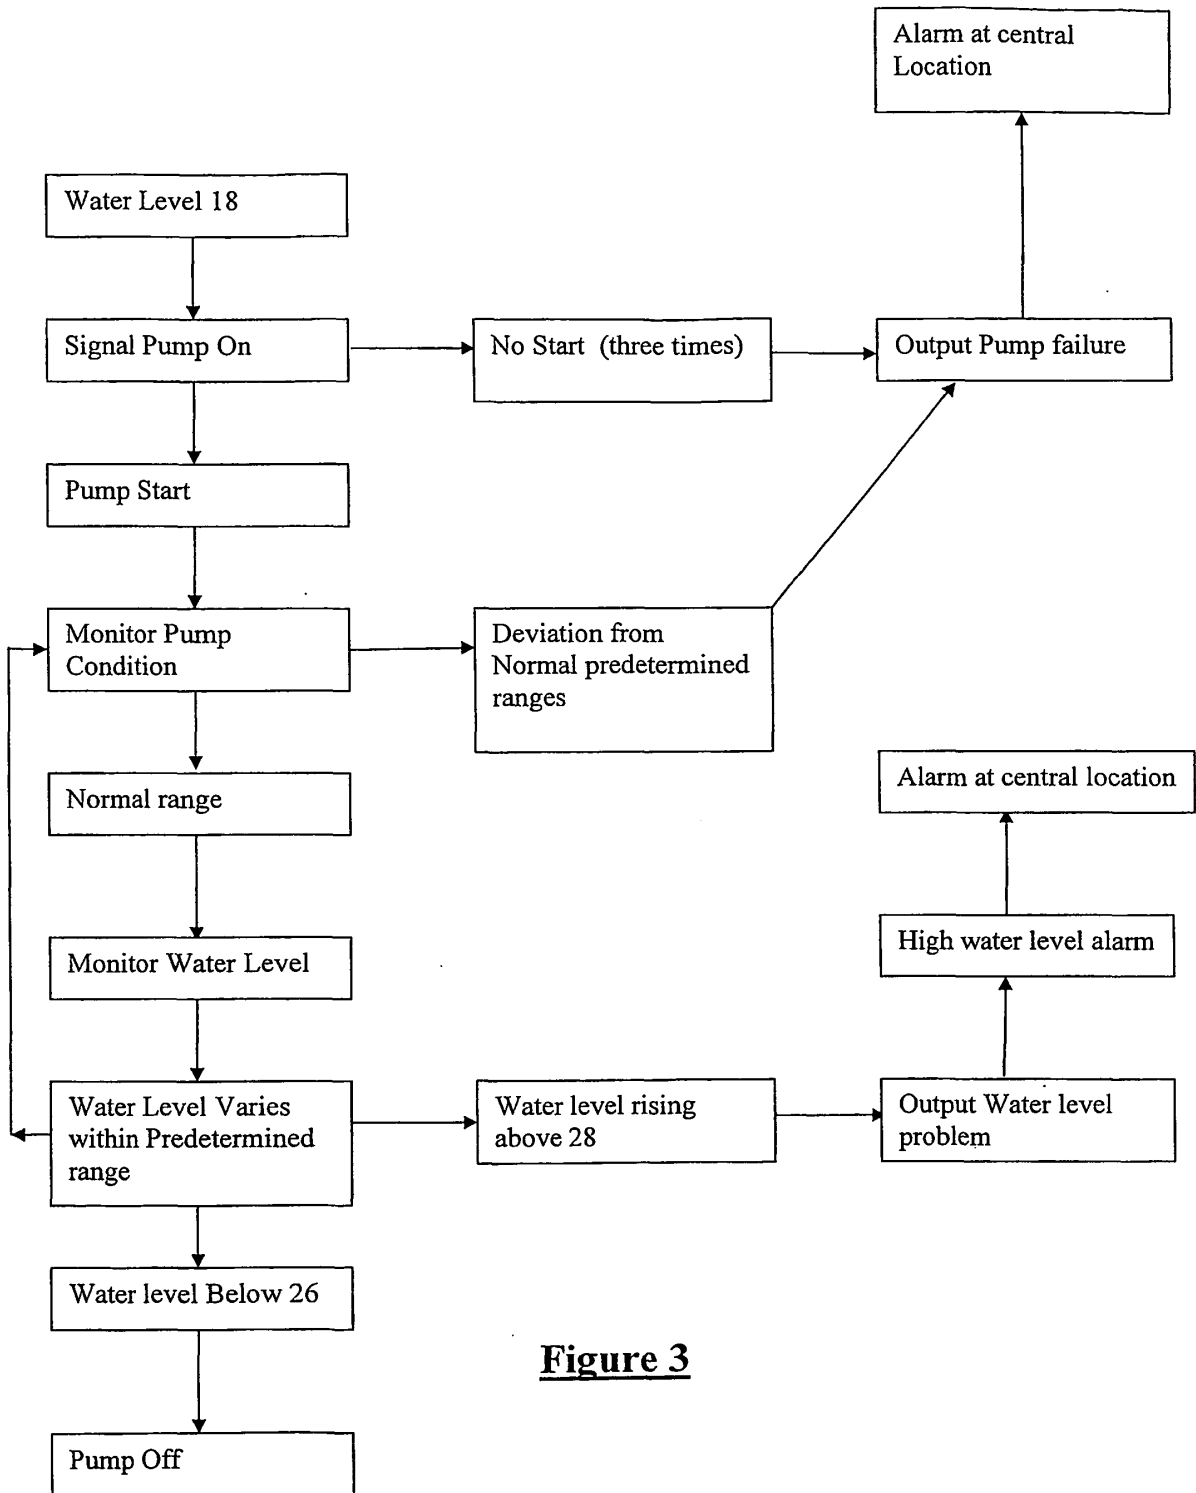 Alarm at central
Location
Water Level 18
Signal Pump On
No Start (three times)
Output Pump failure
Pump Start
Monitor Pump
Condition
Deviation from
Normal predetermined
ranges
Normal range
Alarm at central location
High water level alarm
Monitor Water Level
Water Level Varies
within Predetermined
range
Water level rising
above 28
Output Water level
problem
Water level Below 26
Figure 3
Pump Off